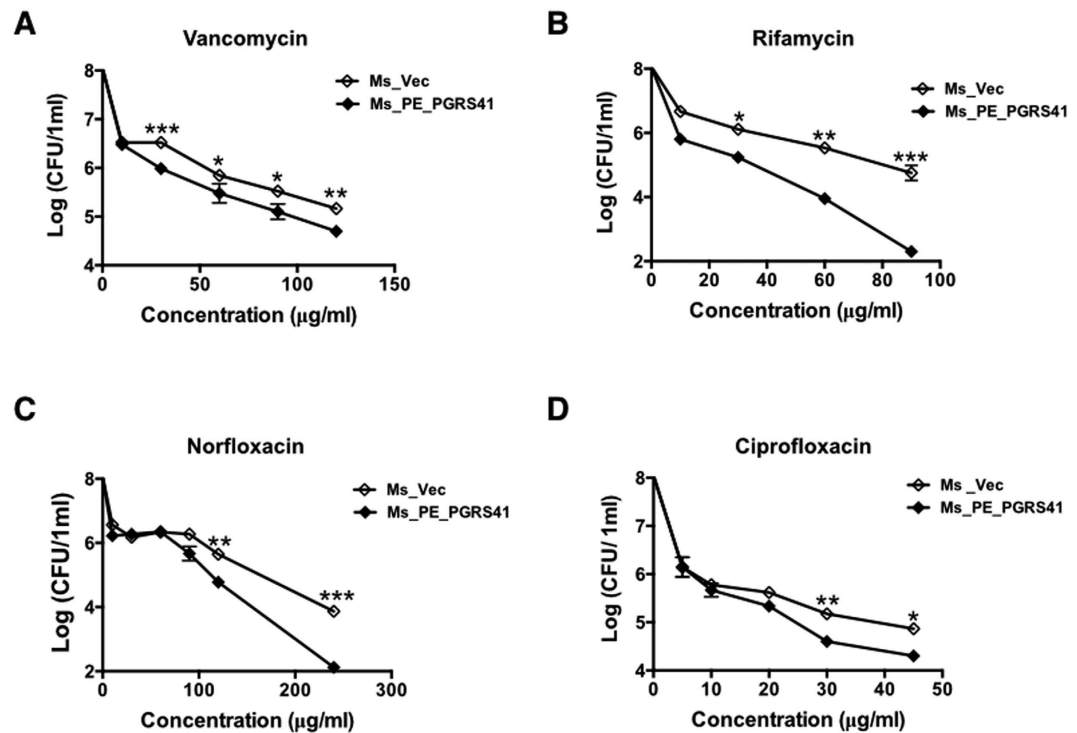 A
Vancomycin
Log (CFU/1ml)
8
7
6
5
4
***
*
*
**
Ms_Vec
Ms_PE_PGRS41
0
50
100
150
Concentration (µg/ml)
B
Rifamycin
Log (CFU/1ml)
8
6
4
2
*
**
***
Ms_Vec
Ms_PE_PGRS41
0
20
40
60
80
100
Concentration (µg/ml)
C
Norfloxacin
Log (CFU/1ml)
8
6
4
2
**
***
Ms_Vec
Ms_PE_PGRS41
0
100
200
300
Concentration (µg/ml)
D
Ciprofloxacin
Log (CFU/ 1ml)
8
7
6
5
4
**
*
Ms _Vec
Ms_PE_PGRS41
0
10
20
30
40
50
Concentration (µg/ml)